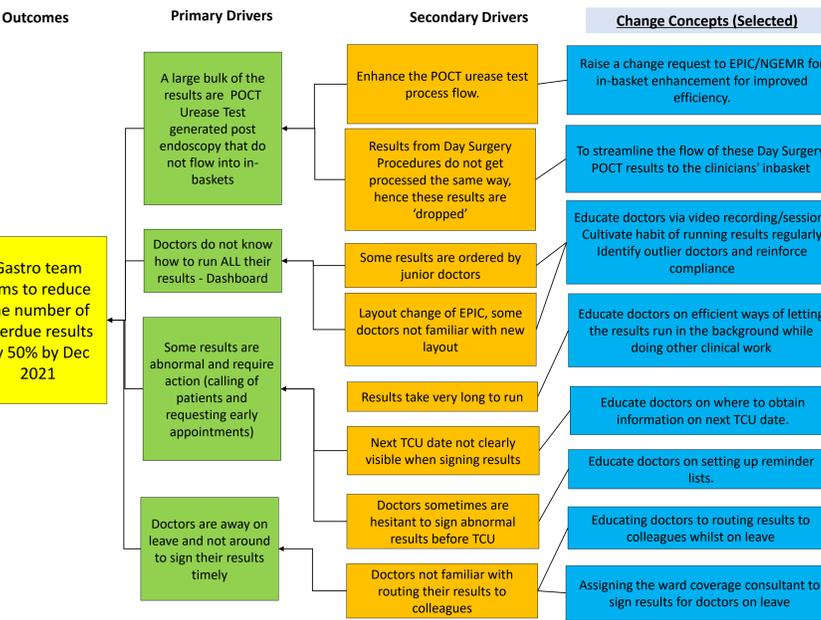 Outcomes
Primary Drivers
Secondary Drivers
Change Concepts (Selected)
Gastro team
to reduce
number of
results
50% by Dec
2021
A large bulk of the
results are POCT
Urease Test
generated post
endoscopy that do
not flow into in-
baskets
Doctors do not know
how to run ALL their
results - Dashboard
Some results are
abnormal and require
action (calling of
patients and
requesting early
appointments)
Doctors are away on
leave and not around
to sign their results
timely
Enhance the POCT urease test
process flow.
Results from Day Surgery
Procedures do not get
processed the same way,
hence these results are
‘dropped’
Some results are ordered by
junior doctors
Layout change of EPIC, some
doctors not familiar with new
layout
Results take very long to run
Next TCU date not clearly
visible when signing results
Doctors sometimes are
hesitant to sign abnormal
results before TCU
Doctors not familiar with
routing their results to
colleagues
Raise a change request to EPIC/NGEMR for
in-basket enhancement for improved
efficiency.
To streamline the flow of these Day Surgery
POCT results to the clinicians' inbasket
Educate doctors via video recording/session
Cultivate habit of running results regularly
Identify outlier doctors and reinforce
compliance
Educate doctors on efficient ways of letting
the results run in the background while
doing other clinical work
Educate doctors on where to obtain
information on next TCU date.
Educate doctors on setting up reminder
lists.
Educating doctors to routing results to
colleagues whilst on leave
Assigning the ward coverage consultant to
sign results for doctors on leave